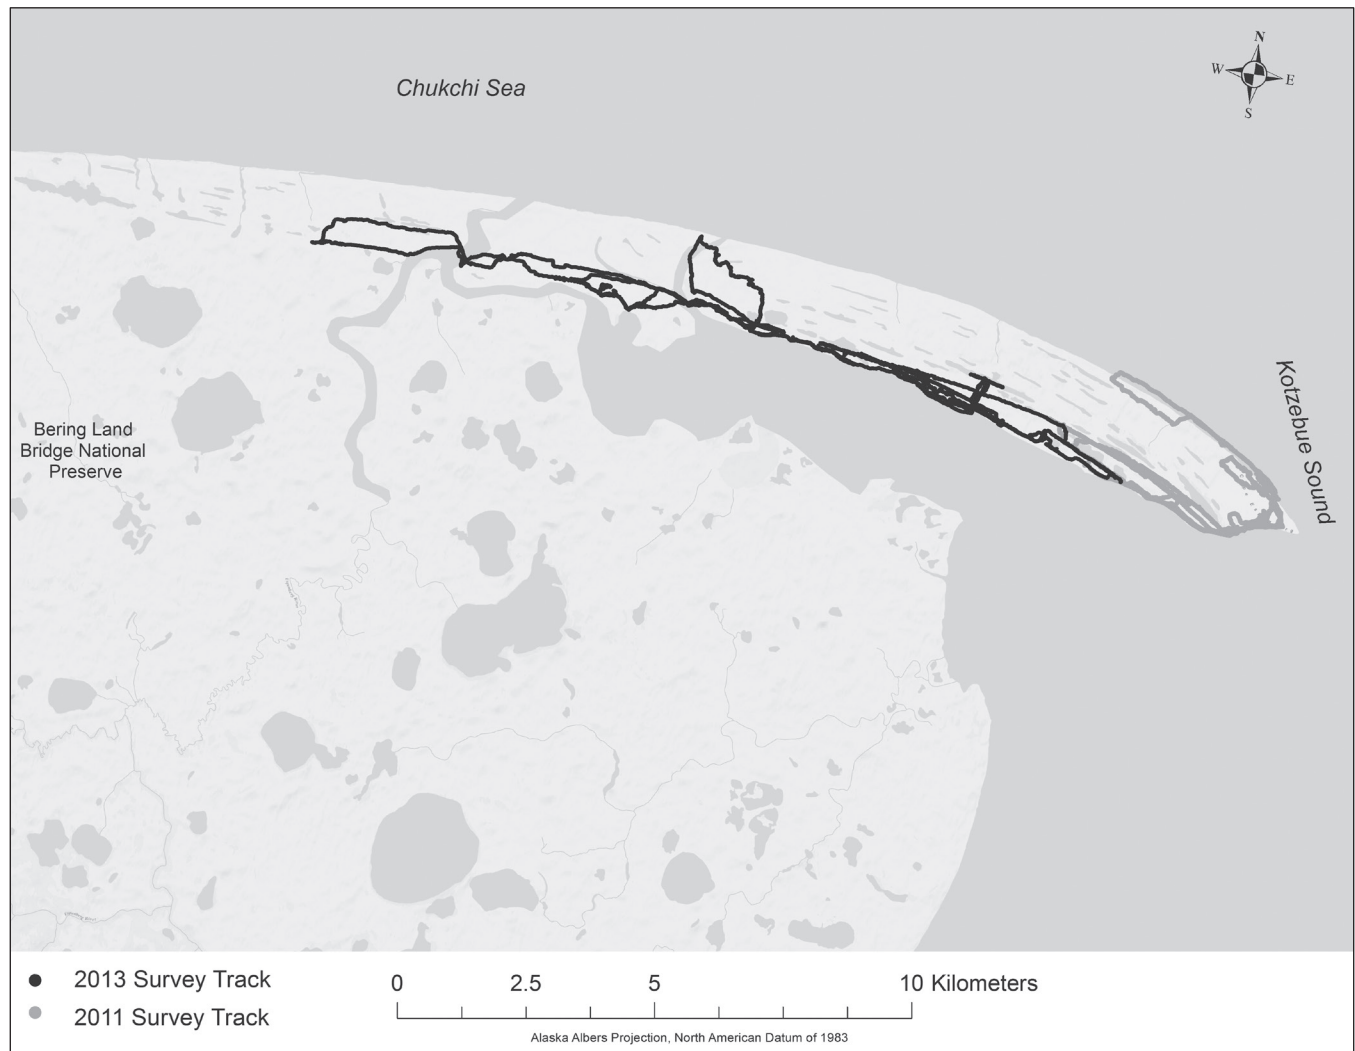 N
W
E
S
Chukchi Sea
Kotzebue Sound
Bering Land
Bridge National
Preserve
2013 Survey Track
2011 Survey Track
0 2.5 5 10 Kilometers
Alaska Albers Projection, North American Datum of 1983